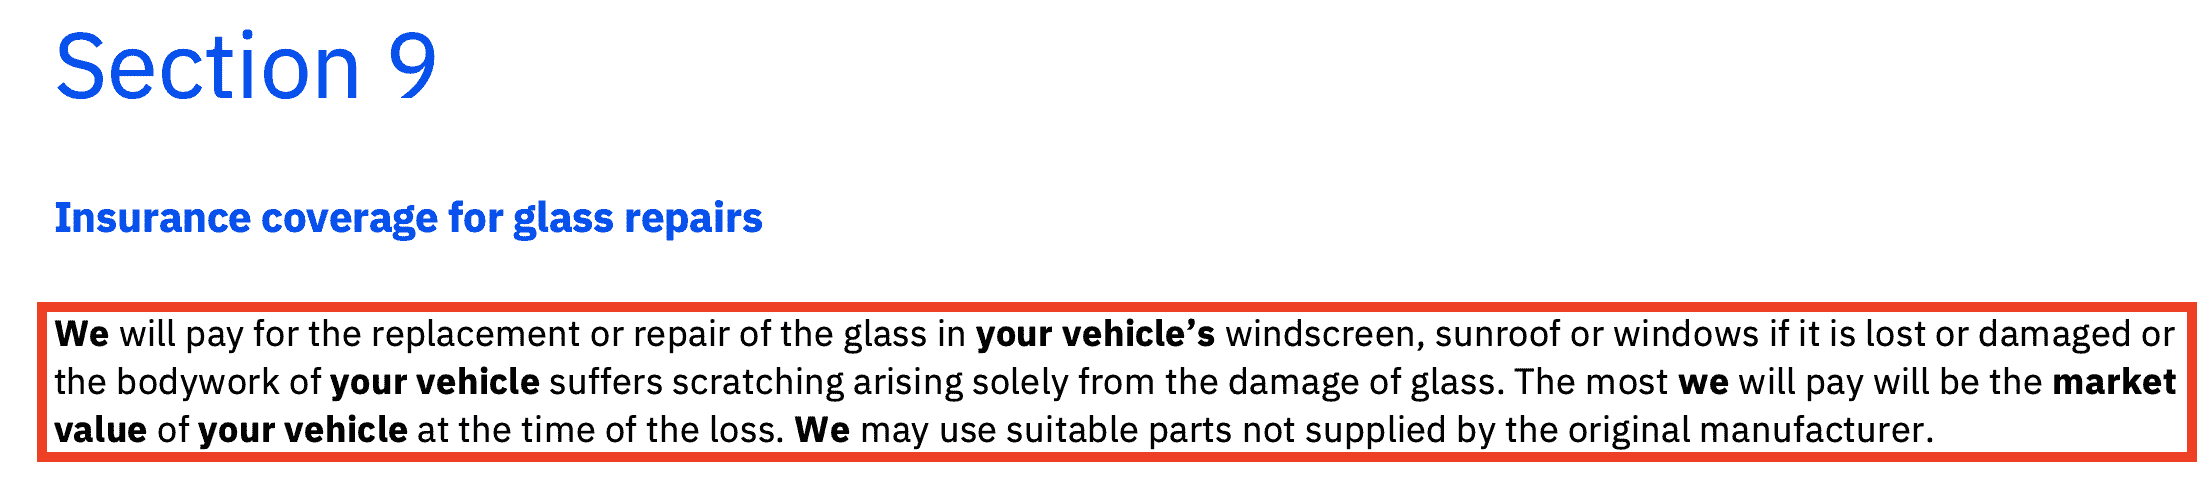 Section 9
Insurance coverage for glass repairs
We will pay for the replacement or repair of the glass in your vehicle’s windscreen, sunroof or windows if it is lost or damaged or
the bodywork of your vehicle suffers scratching arising solely from the damage of glass. The most we will pay will be the market
value of your vehicle at the time of the loss. We may use suitable parts not supplied by the original manufacturer.